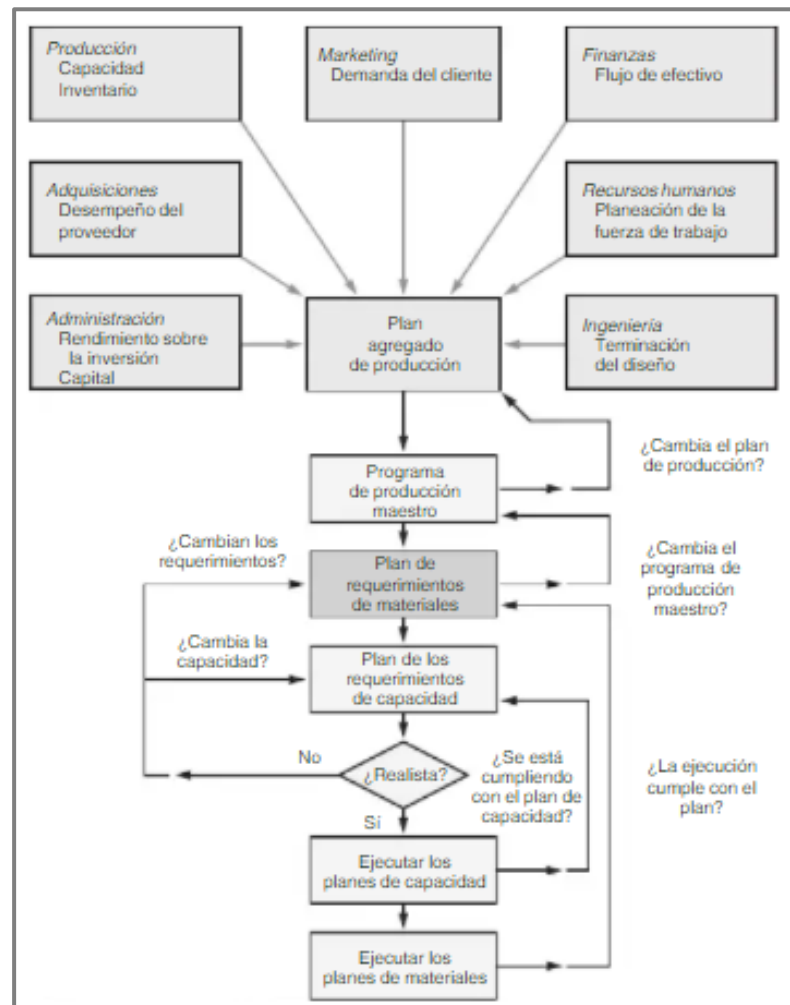 Producción
Capacidad
Inventario
Marketing
Demanda del cliente
Finanzas
Flujo de efectivo
Adquisiciones
Desempeño del
proveedor
Recursos humanos
Planeación de la
fuerza de trabajo
Administración
Rendimiento sobre
la inversión
Capital
Plan
agregado
de producción
Ingeniería
Terminación
del diseño
¿Cambia el plan
de producción?
Programa
de producción
maestro
¿Cambian los
requerimientos?
Plan de
requerimientos
de materiales
¿Cambia el
programa de
producción
maestro?
¿Cambia la
capacidad?
Plan de los
requerimientos
de capacidad
No
¿Realista?
¿Se está
cumpliendo
con el plan de
capacidad?
¿La ejecución
cumple con el
plan?
Sí
Ejecutar los
planes de capacidad
Ejecutar los
planes de materiales